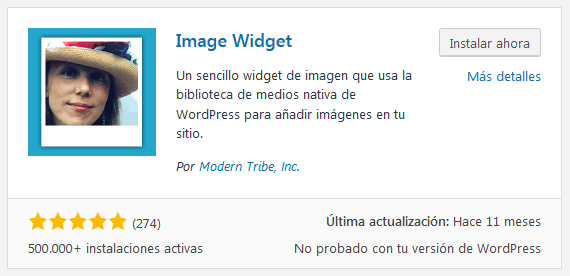 Image Widget
Instalar ahora
Un sencillo widget de imagen que usa la
Más detalles
biblioteca de medios nativa de
WordPress para añadir imágenes en tu
sitio.
Por Modern Tribe, Inc.
(274)
Última actualización: Hace 11 meses
500.000+ instalaciones activas
No probado con tu versión de WordPress